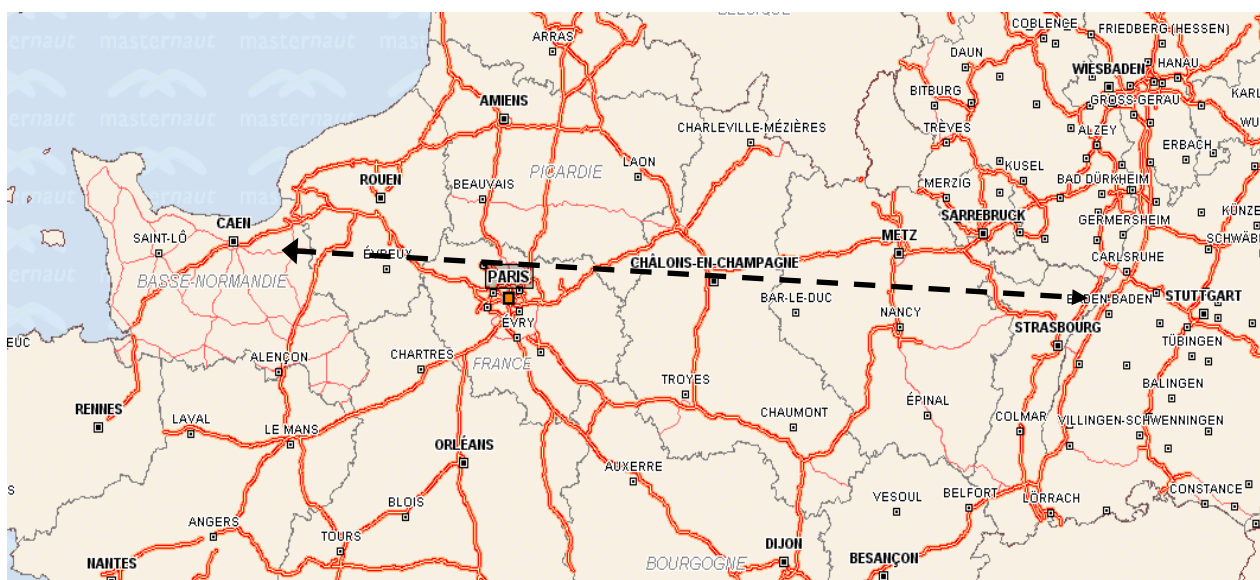 BELGIQUE
COBLENCE
FRIEDBERG (HESSEN)
ARRAS
masternaut masternaut masternaut
DAUN
HANAU
WIESBADEN
BITBURG
GROSS-GERAU
AMIENS
CHARLEVILLE-MÉZIÈRES
TRÈVES
ALZEY
ERBACH
LAON
KUSEL
PICARDIE
ROUEN
BEAUVAIS
MERZIG
BAD DÜRKHEIM
SARREBRUCK
GERMERSHEIM
CAEN
SAINT-LÔ
METZ
ÉVREUX
CHÂLONS-EN-CHAMPAGNE
CARLSRUHE
BASSE-NORMANDIE
PARIS
BAR-LE-DUC
DEN-BADEN
STUTTGART
NANCY
ÉVRY
STRASBOURG
TÜBINGEN
ALENÇON
CHARTRES
FRANCE
TROYES
BALINGEN
RENNES
LAVAL
LE MANS
CHAUMONT
ÉPINAL
COLMAR
VILLINGEN-SCHWENNINGEN
ORLÉANS
AUXERRE
BLOIS
VESOUL
BELFORT
LÖRRACH
CONSTANCE
ANGERS
TOURS
NANTES
BOURGOGNE
DIJON
BESANÇON